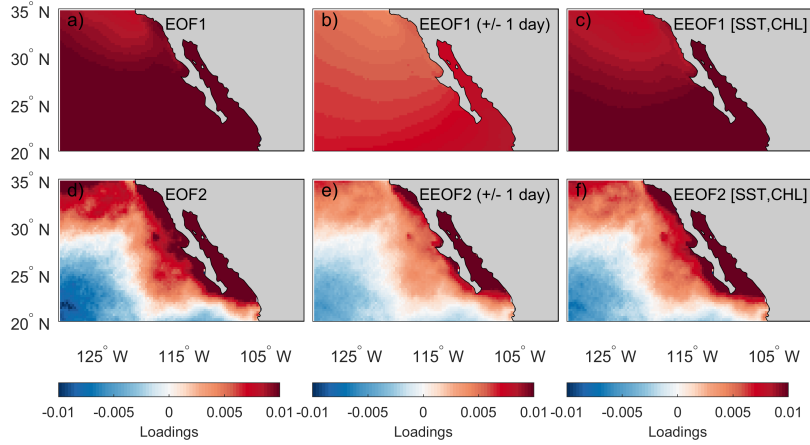 35° N
a)
EOF1
b)
EEOF1 (+/- 1 day)
c)
EEOF1 [SST,CHL]
30° N
25° N
20° N
35° N
d)
EOF2
e)
EEOF2 (+/- 1 day)
f)
EEOF2 [SST,CHL]
30° N
25° N
20° N
125° W
115° W
105° W
125° W
115° W
105° W
125° W
115° W
105° W
-0.01
-0.005
0
0.005
0.01
-0.01
-0.005
0
0.005
0.01
-0.01
-0.005
0
0.005
0.01
Loadings
Loadings
Loadings